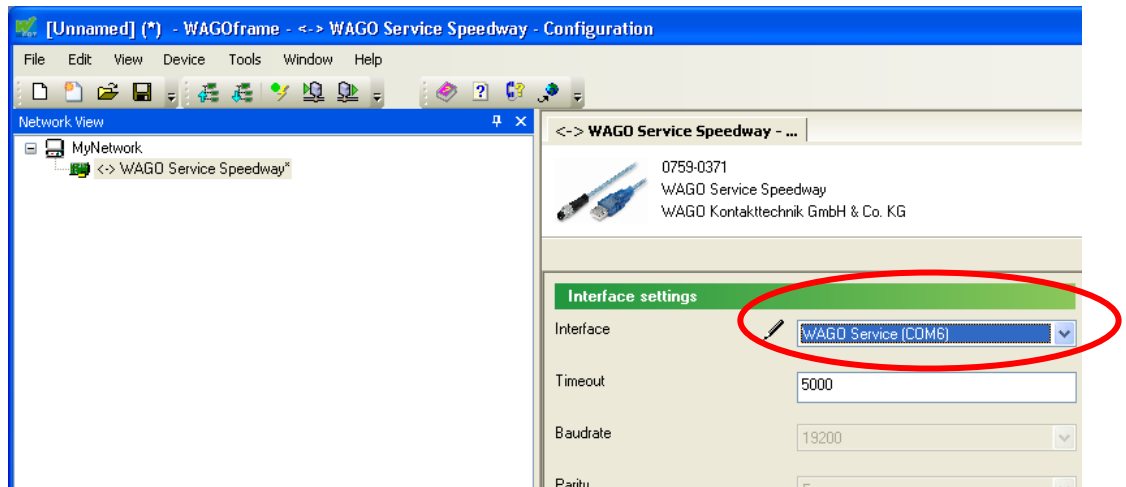 [Unnamed] (*) - WAGOframe - <-> WAGO Service Speedway - Configuration
File Edit View Device Tools Window Help
Network View
MyNetwork
<-> WAGO Service Speedway*
<-> WAGO Service Speedway - ...
0759-0371
WAGO Service Speedway
WAGO Kontakttechnik GmbH & Co. KG
Interface settings
Interface
WAGO Service (COM6)
Timeout
5000
Baudrate
19200
Parity